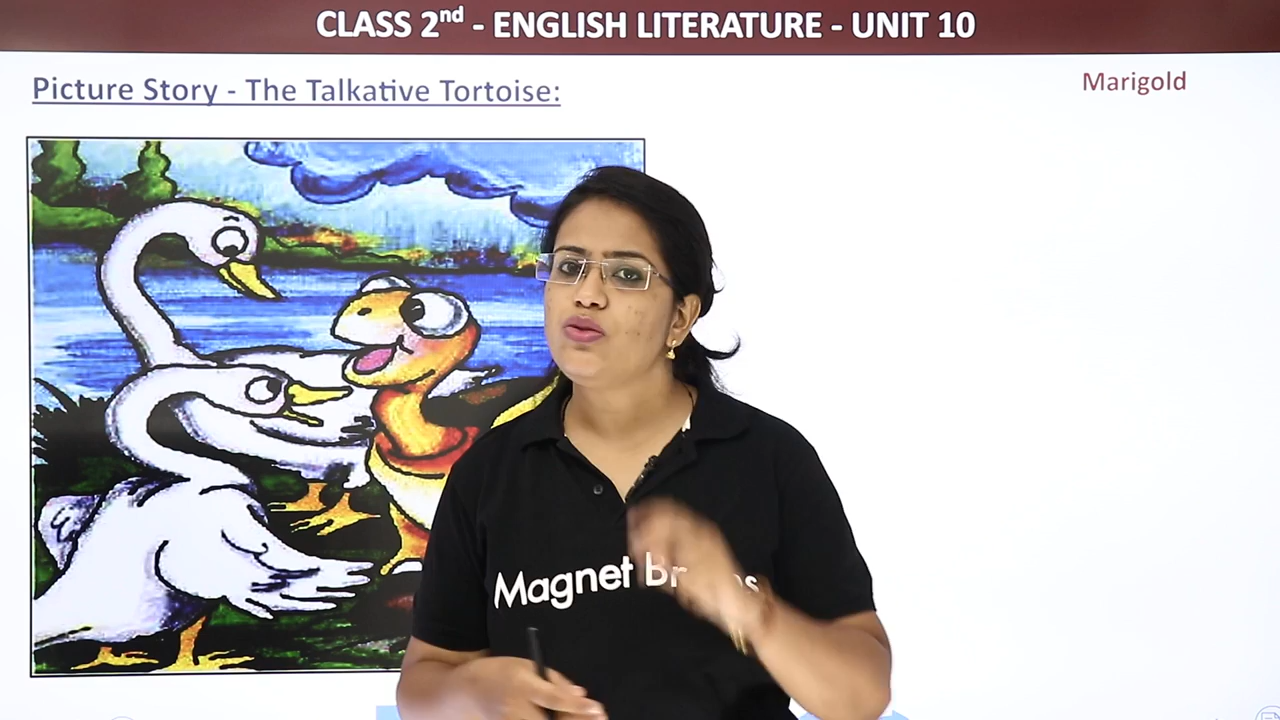 CLASS 2nd - ENGLISH LITERATURE - UNIT 10
Picture Story - The Talkative Tortoise:
Marigold
Magnet